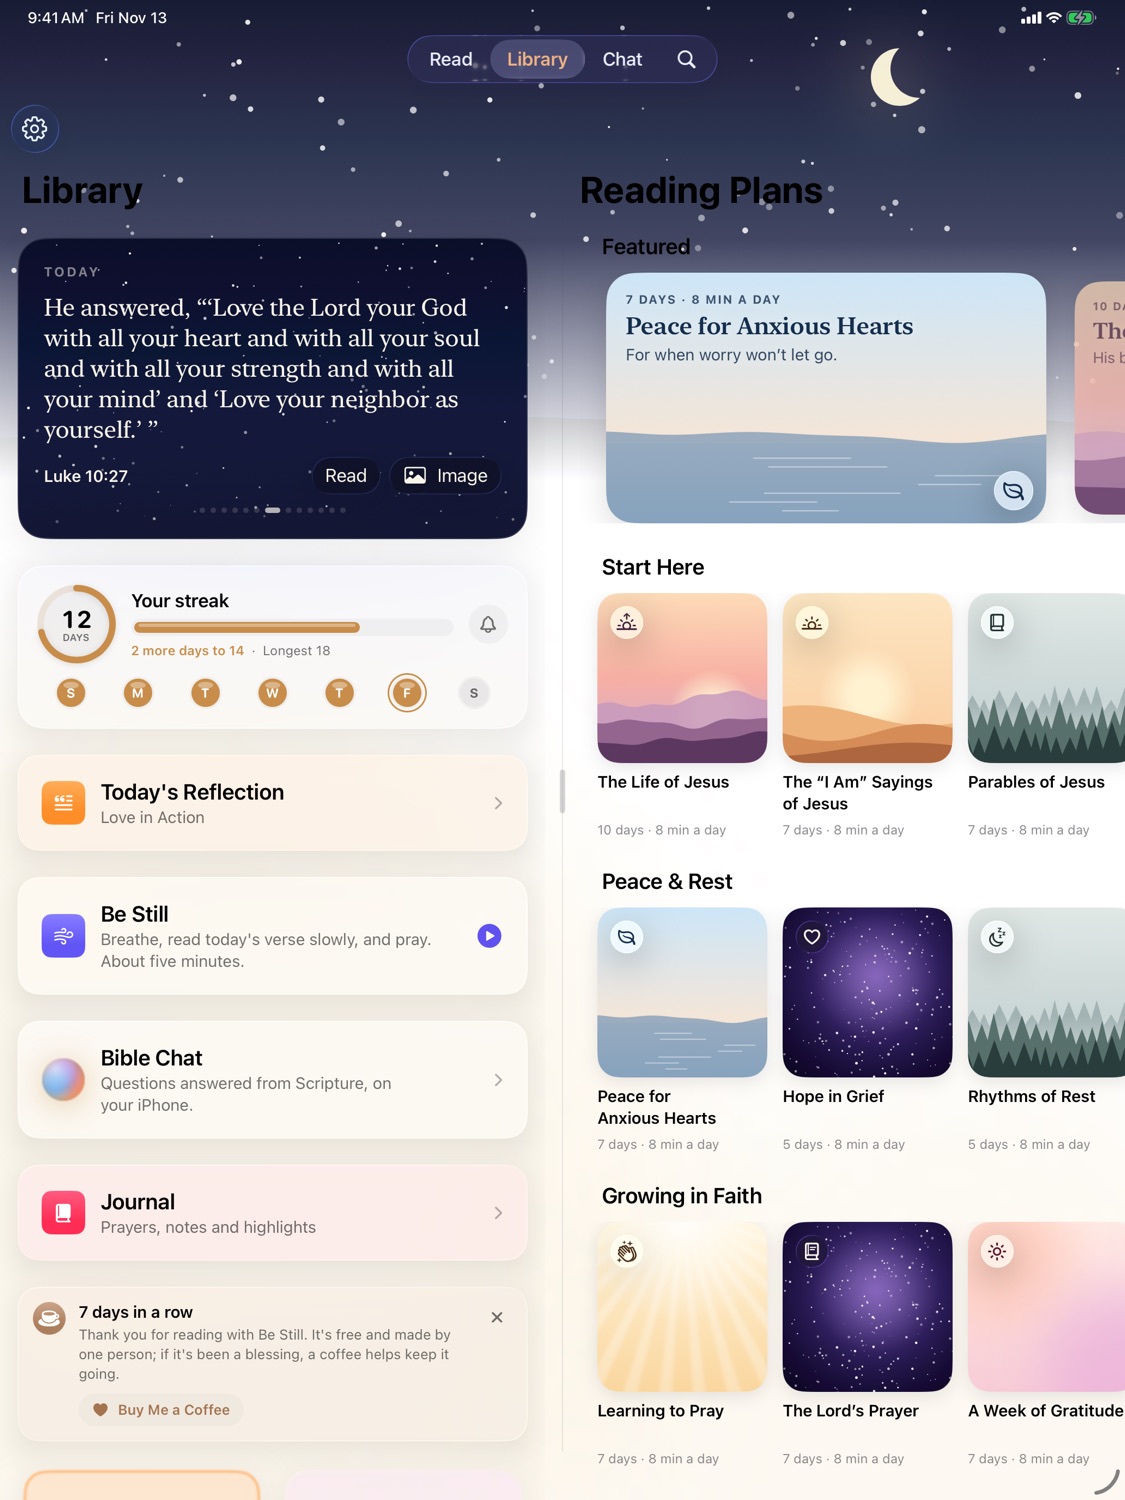 9:41 AM Fri Nov 13
Read
Library
Chat
Library
TODAY
He answered, “‘Love the Lord your God
with all your heart and with all your soul
and with all your strength and with all
your mind’ and ‘Love your neighbor as
yourself.’ ”
Luke 10:27
Read
Image
12
DAYS
Your streak
2 more days to 14 · Longest 18
S M T W T F S
Today's Reflection
Love in Action
Be Still
Breathe, read today's verse slowly, and pray.
About five minutes.
Bible Chat
Questions answered from Scripture, on
your iPhone.
Journal
Prayers, notes and highlights
7 days in a row
Thank you for reading with Be Still. It's free and made by
one person; if it's been a blessing, a coffee helps keep it
going.
Buy Me a Coffee
Reading Plans
Featured
7 DAYS · 8 MIN A DAY
Peace for Anxious Hearts
For when worry won’t let go.
10 DA
The
His b
Start Here
The Life of Jesus
10 days · 8 min a day
The “I Am” Sayings
of Jesus
7 days · 8 min a day
Parables of Jesus
7 days · 8 min a day
Peace & Rest
Peace for
Anxious Hearts
7 days · 8 min a day
Hope in Grief
5 days · 8 min a day
Rhythms of Rest
5 days · 8 min a day
Growing in Faith
Learning to Pray
7 days · 8 min a day
The Lord’s Prayer
7 days · 8 min a day
A Week of Gratitude
7 days · 8 min a day